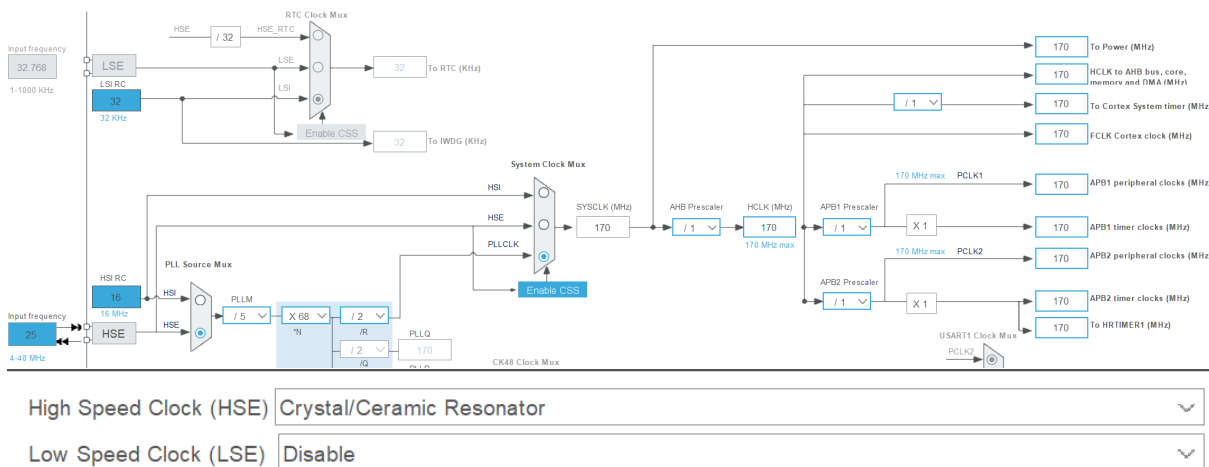 RTC Clock Mux
HSE
/ 32
HSE_RTC
Input frequency
32.768
1-1000 KHz
LSE
LSE
32
To RTC (KHz)
LSI RC
32
32 KHz
LSI
Enable CSS
32
To IWDG (KHz)
System Clock Mux
HSI
HSE
PLLCLK
Enable CSS
SYSCLK (MHz)
170
AHB Prescaler
/ 1
HCLK (MHz)
170
170 MHz max
170
To Power (MHz)
170
HCLK to AHB bus, core,
memory and DMA (MHz)
/ 1
170
To Cortex System timer (MHz
170
FCLK Cortex clock (MHz)
170 MHz max
PCLK1
APB1 Prescaler
/ 1
170
APB1 peripheral clocks (MHz
X 1
170
APB1 timer clocks (MHz)
170 MHz max
PCLK2
APB2 Prescaler
/ 1
170
APB2 peripheral clocks (MHz
X 1
170
APB2 timer clocks (MHz)
170
To HRTIMER1 (MHz)
HSI RC
16
16 MHz
Input frequency
25
4-48 MHz
HSE
PLL Source Mux
HSI
HSE
PLLM
/ 5
X 68
*N
/ 2
/R
/ 2
/Q
PLLQ
170
CK48 Clock Mux
USART1 Clock Mux
PCLK2
High Speed Clock (HSE) Crystal/Ceramic Resonator
Low Speed Clock (LSE) Disable